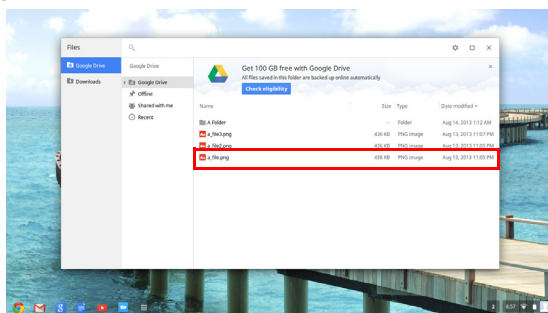 Files
Google Drive
Downloads
Google Drive
Google Drive
Offline
Shared with me
Recent
Get 100 GB free with Google Drive
All files saved in this folder are backed up online automatically
Check eligibility
Name Size Type Date modified
A Folder -- Folder Aug 14, 2013 1:12 AM
a_file3.png 436 KB PNG image Aug 13, 2013 11:07 PM
a_file2.png 436 KB PNG image Aug 13, 2013 11:05 PM
a_file.png 436 KB PNG image Aug 13, 2013 11:05 PM
2 8:57